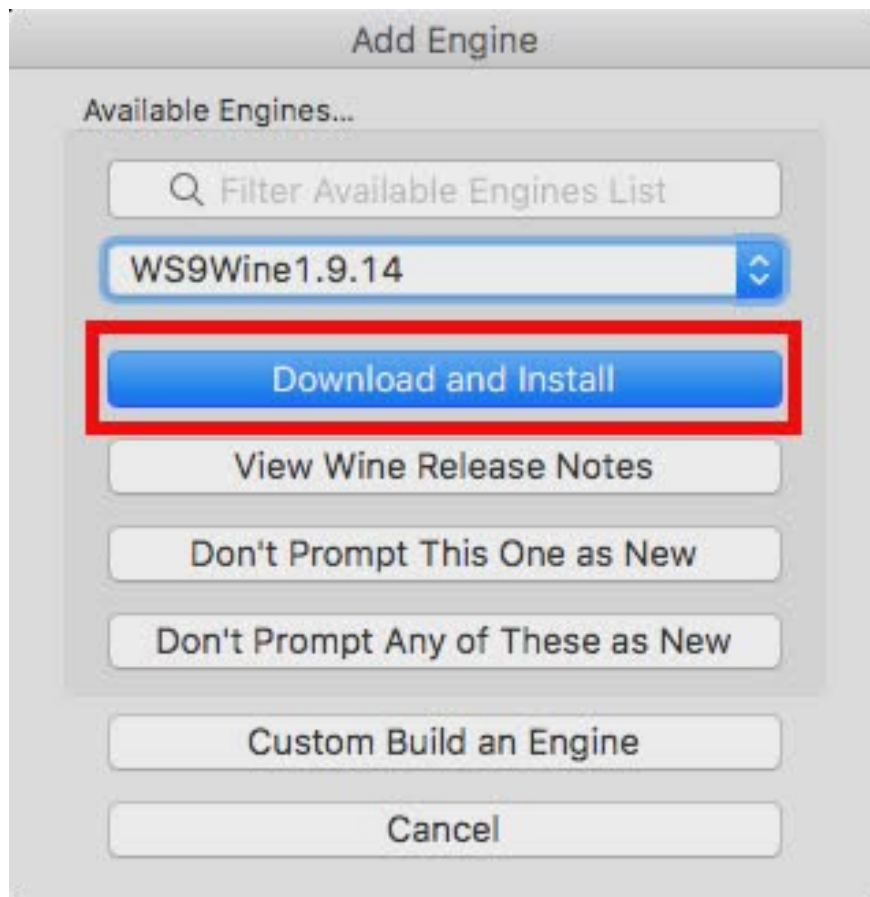 Add Engine
Available Engines...
Filter Available Engines List
WS9Wine1.9.14
Download and Install
View Wine Release Notes
Don't Prompt This One as New
Don't Prompt Any of These as New
Custom Build an Engine
Cancel